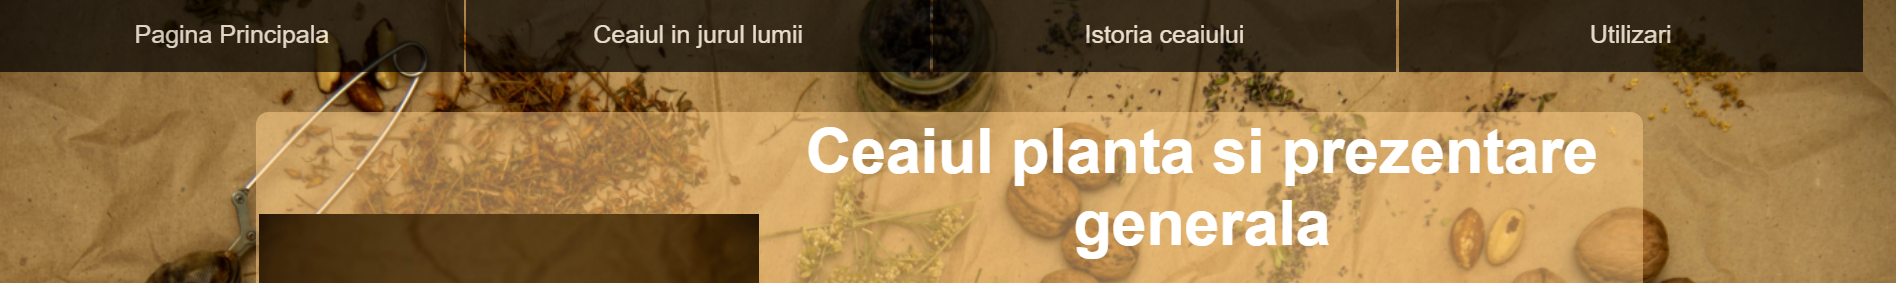 Pagina Principala
Ceaiul in jurul lumii
Istoria ceaiului
Utilizari
Ceaiul planta si prezentare
generala